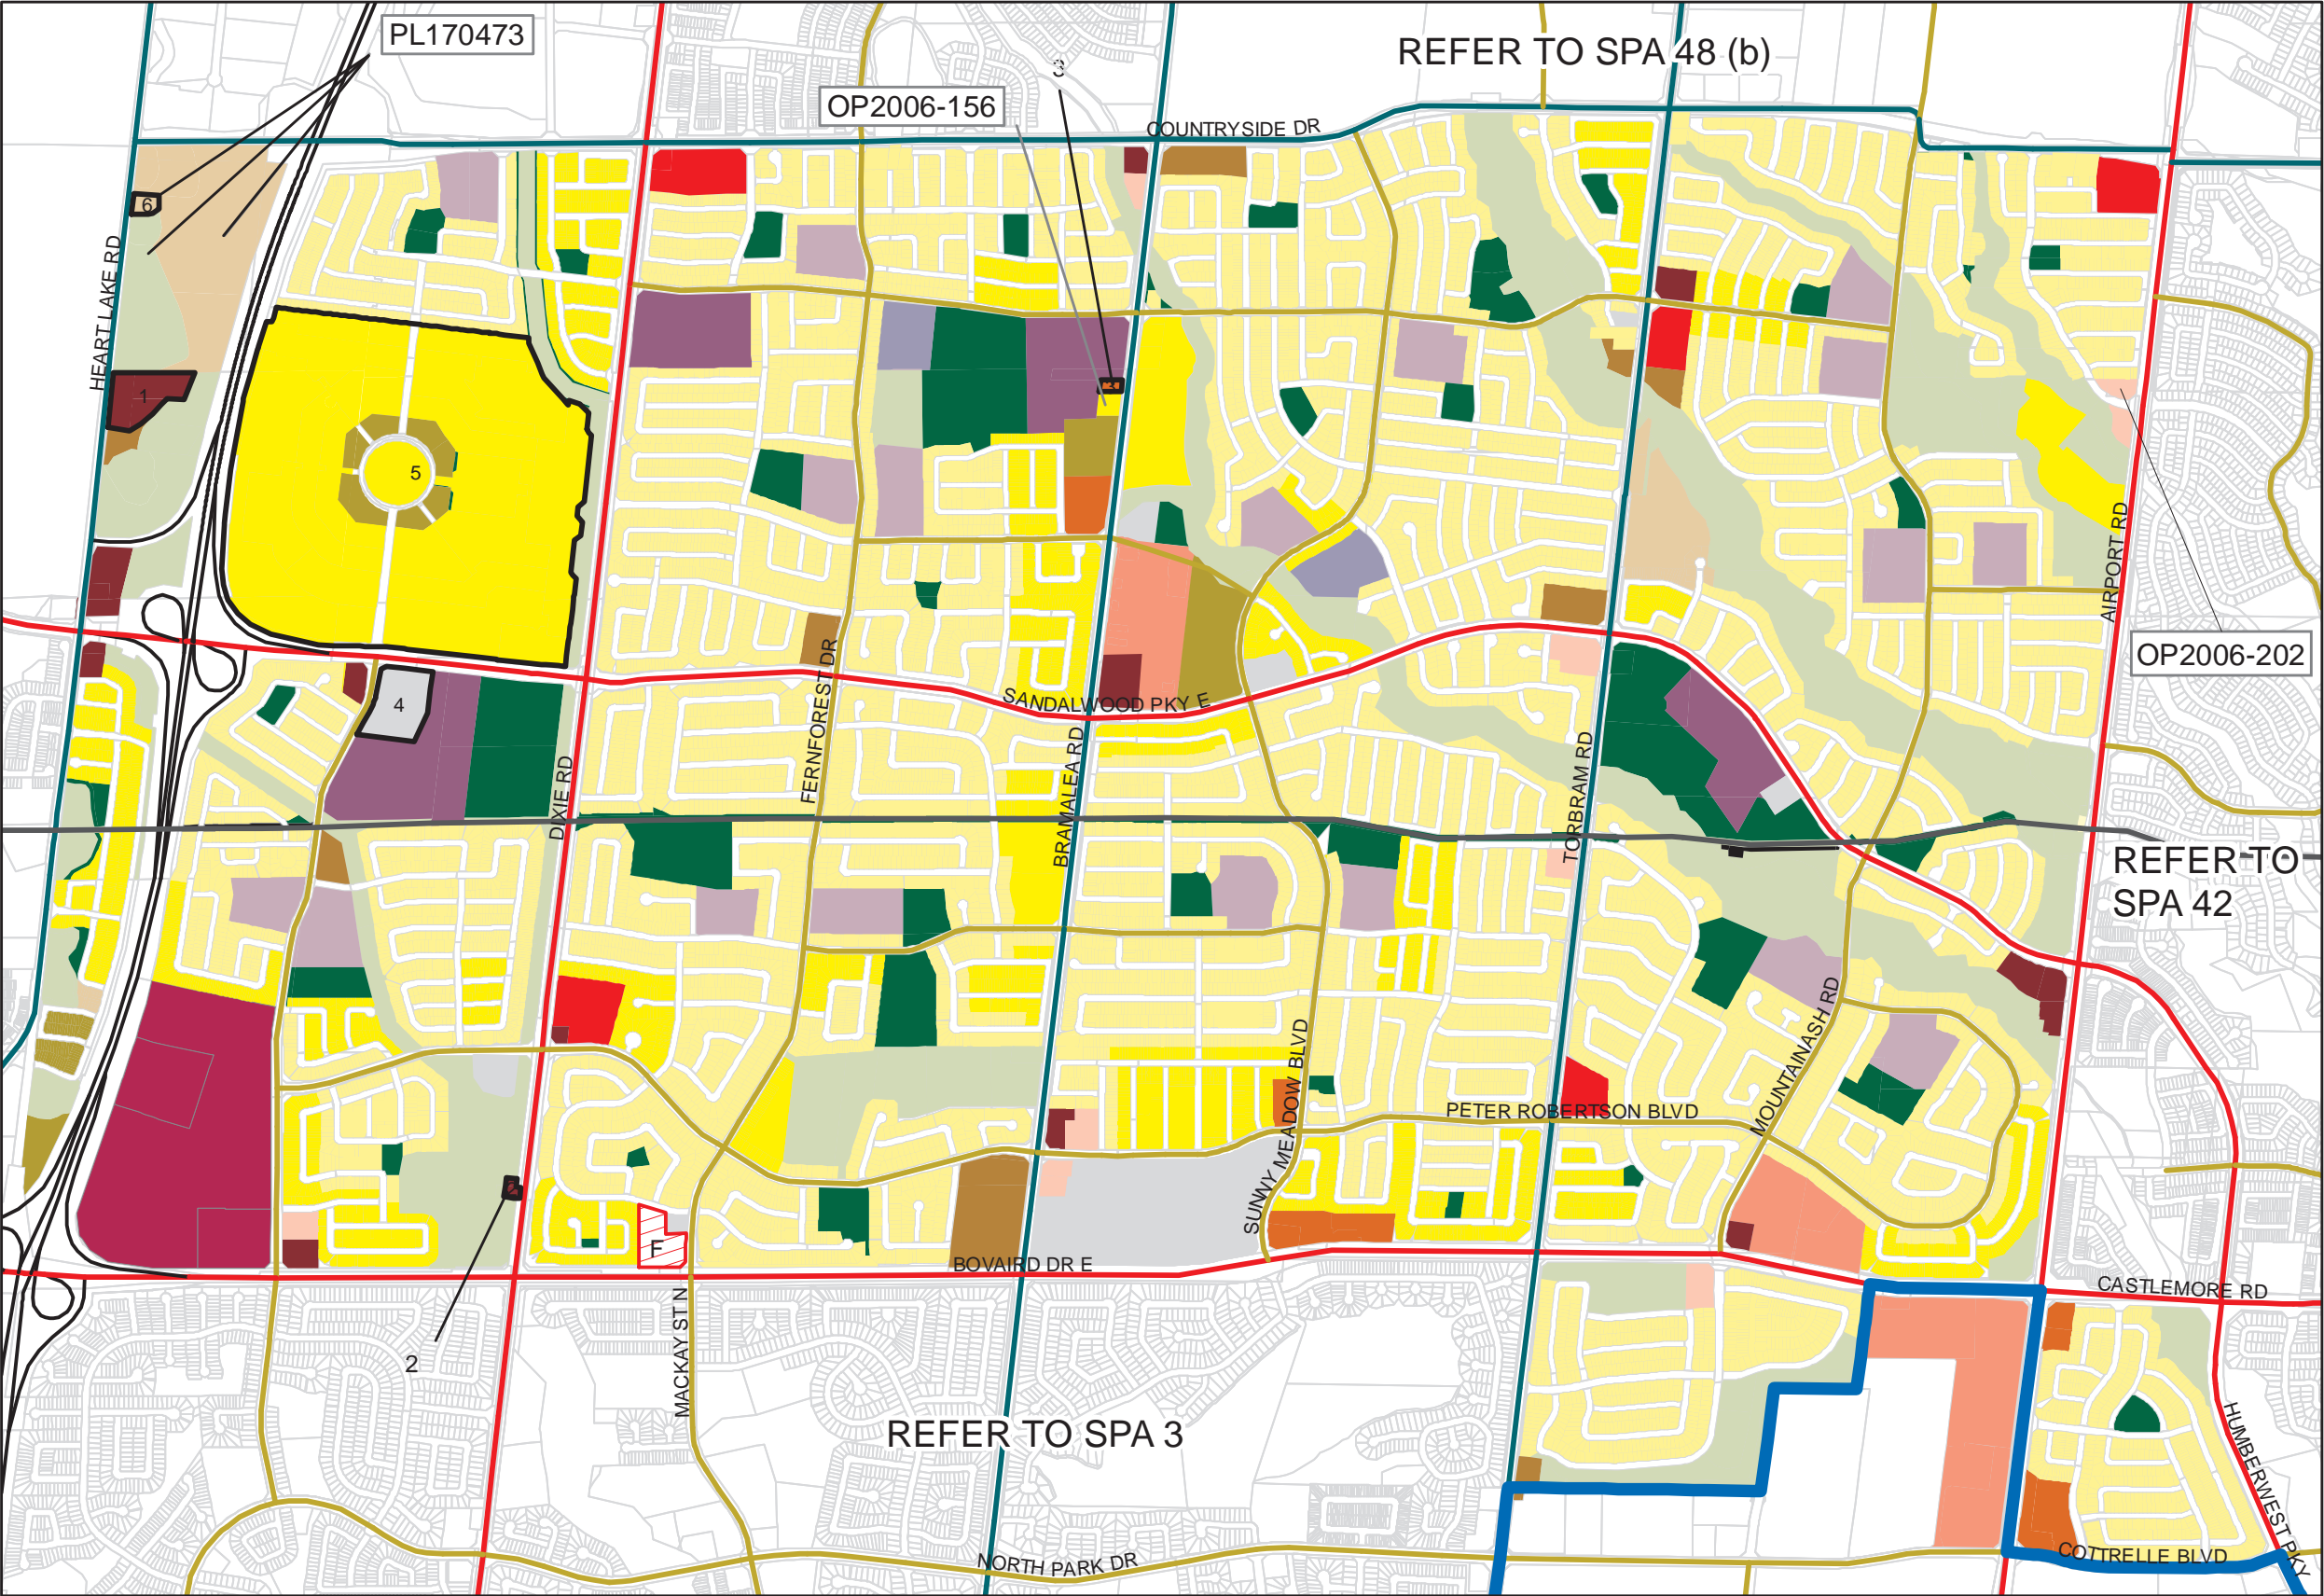 PL170473
REFER TO SPA 48 (b)
3
OP2006-156
COUNTRYSIDE DR
6
HEART LAKE RD
1
5
AIRPORT RD
OP2006-202
FERNFOREST DR
SANDALWOOD PKY E
4
DIXIE RD
BRAMALEA RD
TORBRAM RD
REFER TO
SPA 42
MOUNTAINASH RD
SUNNY MEADOW BLVD
PETER ROBERTSON BLVD
F
BOVAIRD DR E
CASTLEMORE RD
MACKAY ST N
2
REFER TO SPA 3
HUMBERWEST PKY
NORTH PARK DR
COTTRELLE BLVD